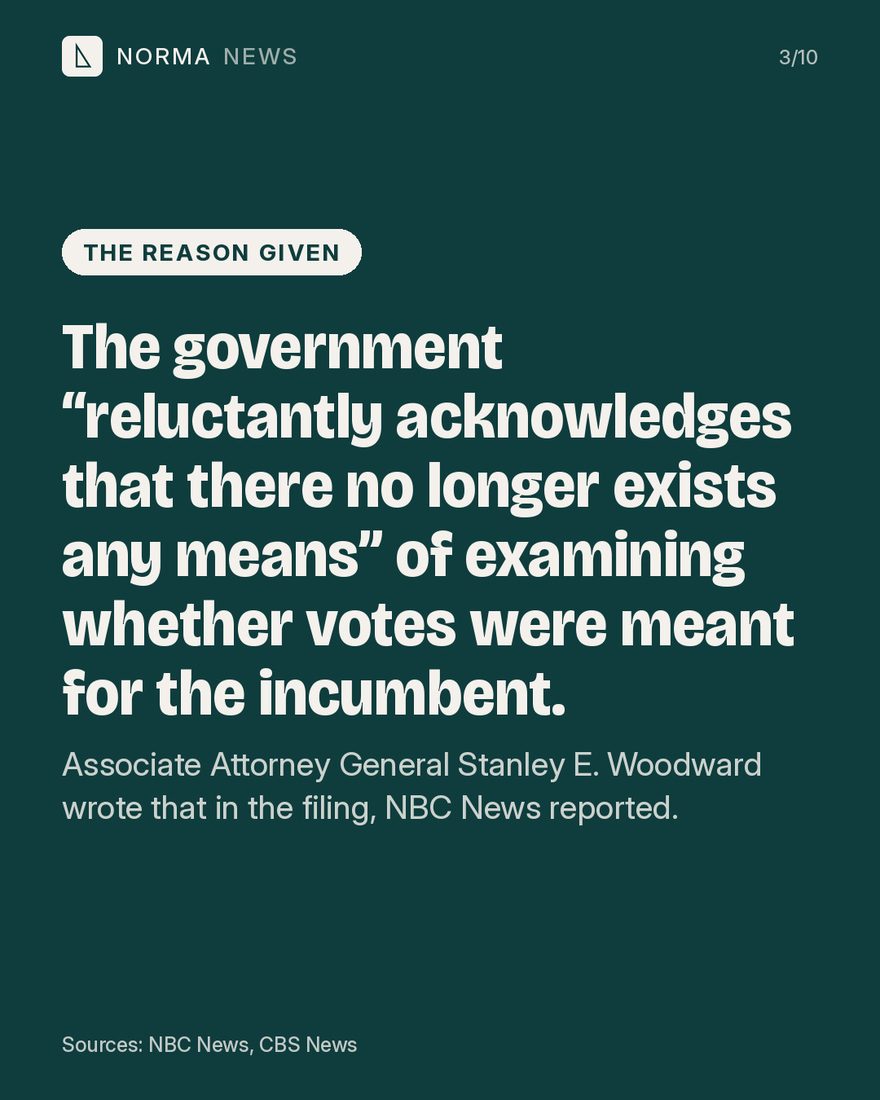 NORMA NEWS
3/10
THE REASON GIVEN
The government
“reluctantly acknowledges
that there no longer exists
any means” of examining
whether votes were meant
for the incumbent.
Associate Attorney General Stanley E. Woodward
wrote that in the filing, NBC News reported.
Sources: NBC News, CBS News